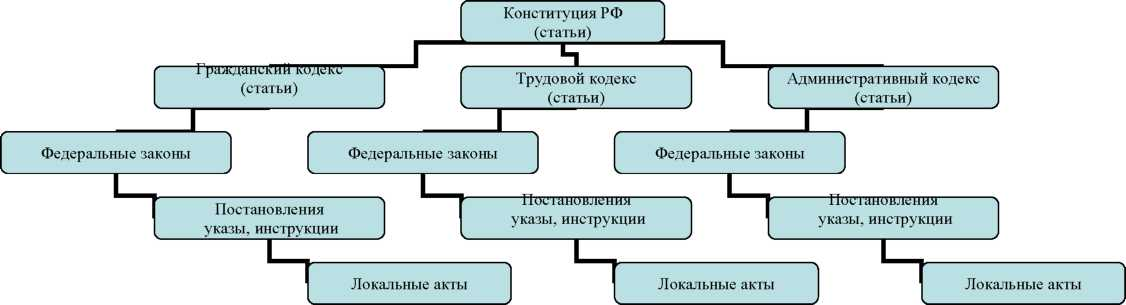 Конституция РФ
(статьи)
Гражданский кодекс
(статьи)
Трудовой кодекс
(статьи)
Административный кодекс
(статьи)
Федеральные законы
Федеральные законы
Федеральные законы
Постановления
указы, инструкции
Постановления
указы, инструкции
Постановления
указы, инструкции
Локальные акты
Локальные акты
Локальные акты